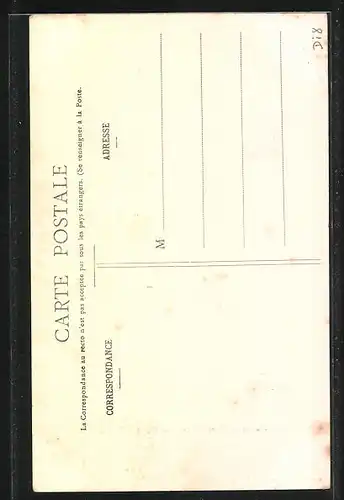 CARTE POSTALE
La Correspondance au recto n'est pas acceptée par tous les pays étrangers. (Se renseigner à la Poste.
CORRESPONDANCE
ADRESSE
M